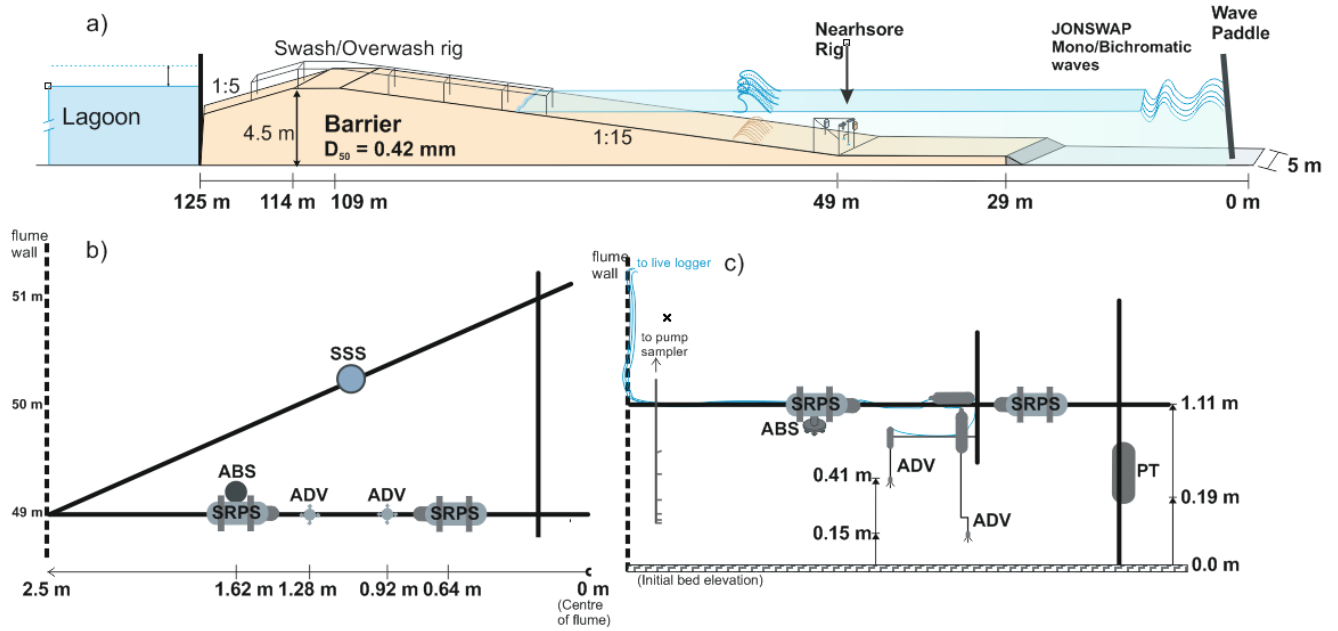 a)
Swash/Overwash rig
Nearhsore
Rig
JONSWAP
Mono/Bichromatic
waves
Wave
Paddle
1:5
Lagoon
4.5 m
Barrier
D₅₀ = 0.42 mm
1:15
5 m
125 m
114 m
109 m
49 m
29 m
0 m
b)
flume
wall
51 m
50 m
49 m
SSS
ABS
SRPS
ADV
ADV
SRPS
2.5 m
1.62 m
1.28 m
0.92 m
0.64 m
0 m
(Centre
of flume)
c)
flume
wall
to live logger
to pump
sampler
SRPS
SRPS
ABS
ADV
ADV
PT
0.41 m
0.15 m
1.11 m
0.19 m
0.0 m
(Initial bed elevation)